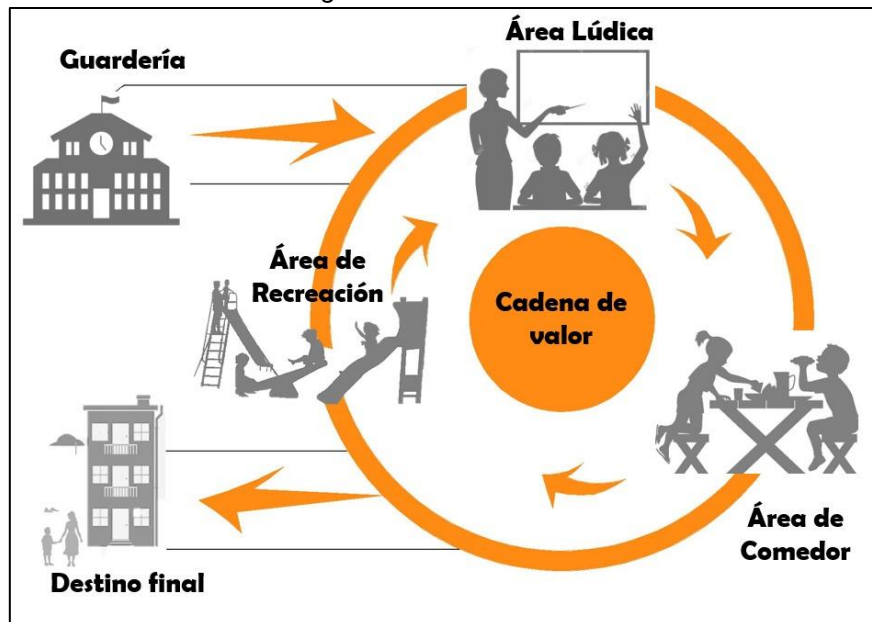 Área Lúdica
Guardería
Área de
Recreación
Cadena de
valor
Área de
Comedor
Destino final